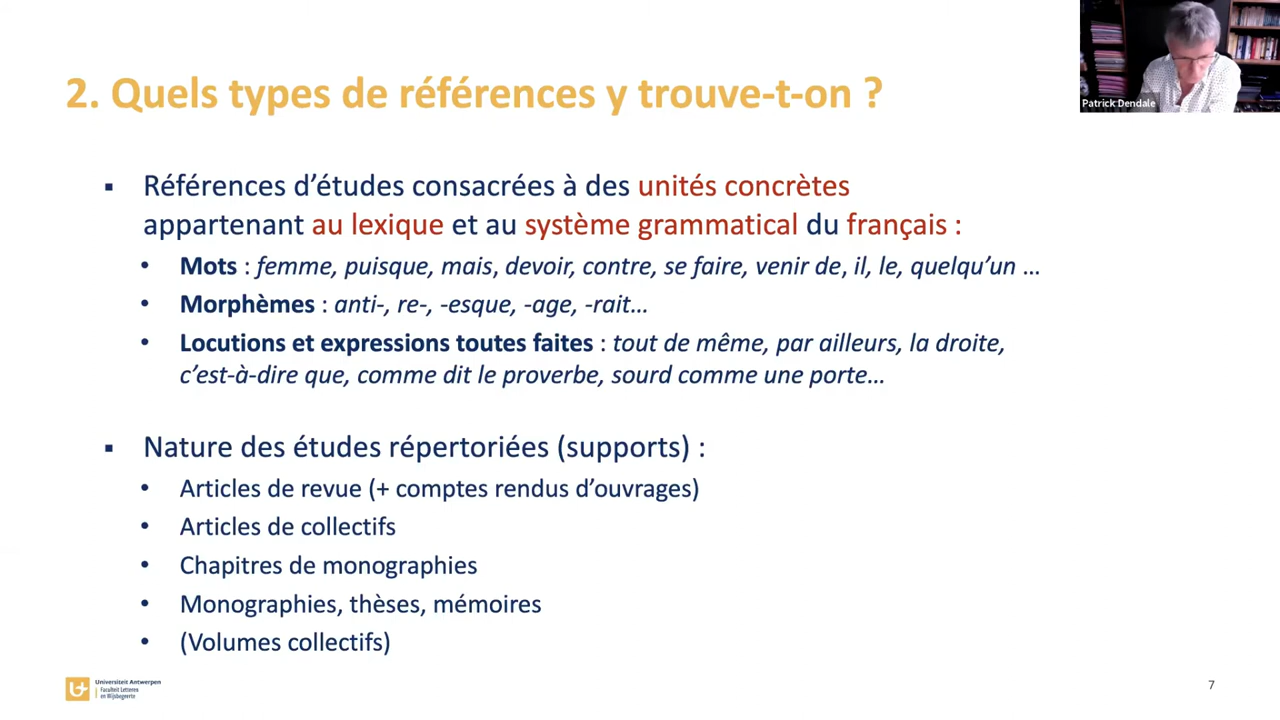 Patrick Dendale
2. Quels types de références y trouve-t-on ?
▪ Références d’études consacrées à des unités concrètes
appartenant au lexique et au système grammatical du français :
• Mots : femme, puisque, mais, devoir, contre, se faire, venir de, il, le, quelqu’un …
• Morphèmes : anti-, re-, -esque, -age, -rait…
• Locutions et expressions toutes faites : tout de même, par ailleurs, la droite,
c’est-à-dire que, comme dit le proverbe, sourd comme une porte…
▪ Nature des études répertoriées (supports) :
• Articles de revue (+ comptes rendus d’ouvrages)
• Articles de collectifs
• Chapitres de monographies
• Monographies, thèses, mémoires
• (Volumes collectifs)
Universiteit Antwerpen
Faculteit Letteren
en Wijsbegeerte
7